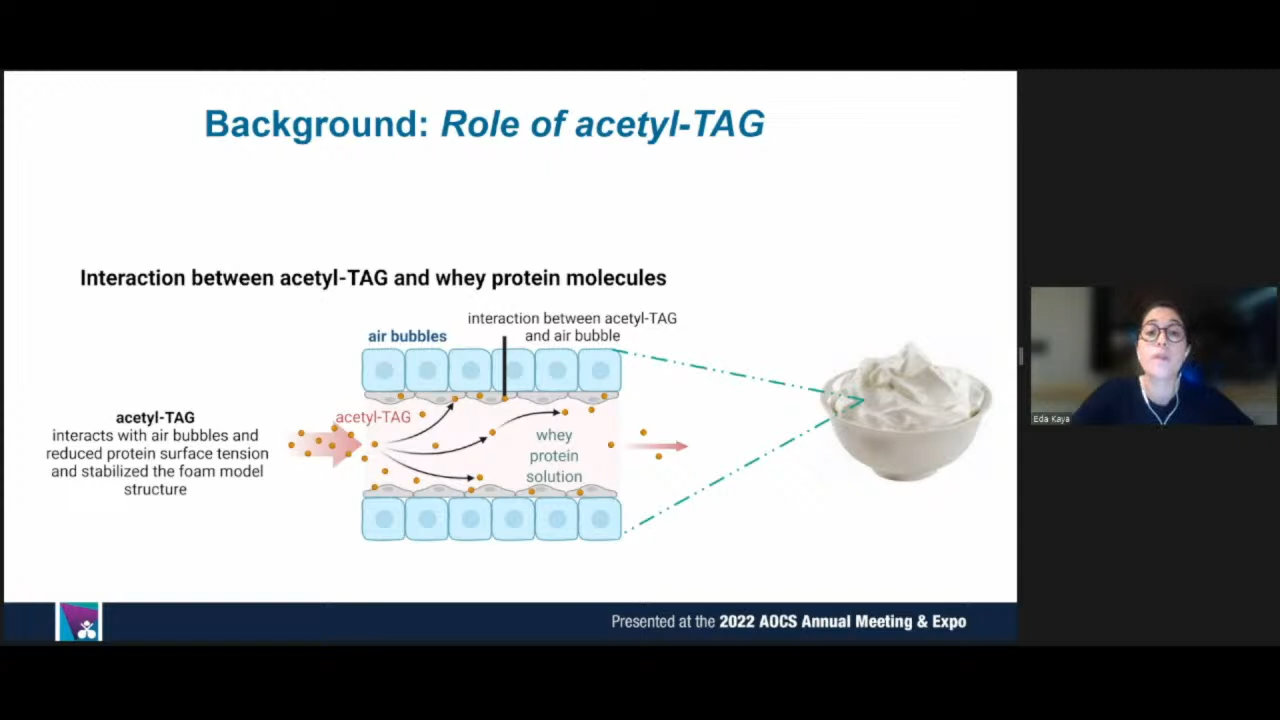 Background: Role of acetyl-TAG
Interaction between acetyl-TAG and whey protein molecules
interaction between acetyl-TAG
and air bubble
air bubbles
acetyl-TAG
interacts with air bubbles and
reduced protein surface tension
and stabilized the foam model
structure
acetyl-TAG
whey
protein
solution
Eda Kaya
Presented at the 2022 AOCS Annual Meeting & Expo